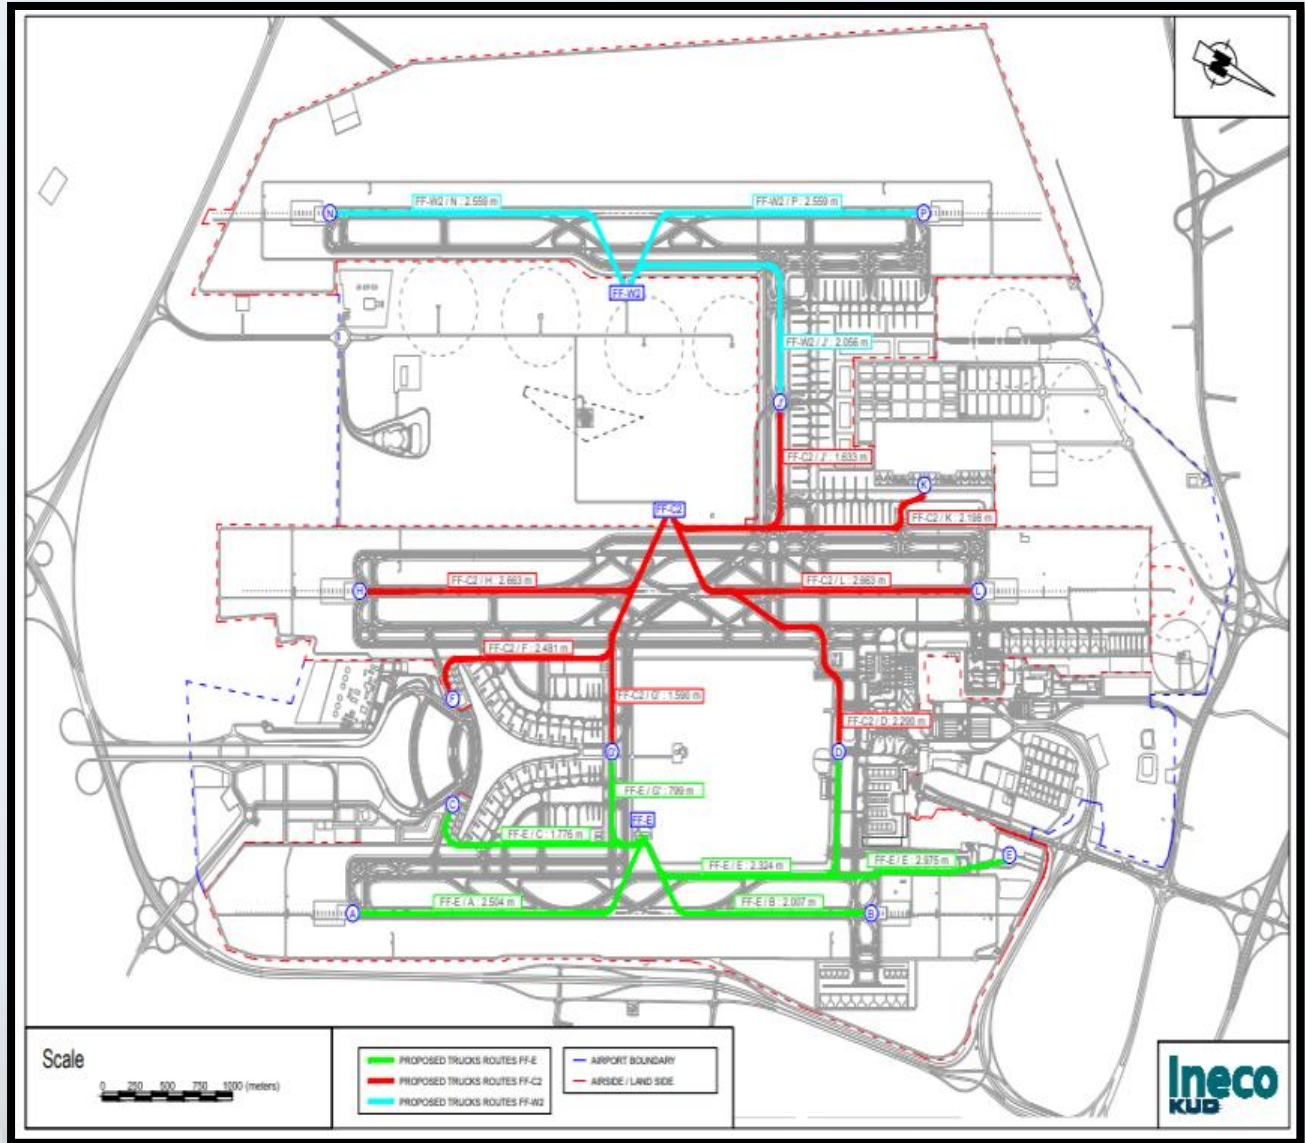 N
FF-W2 / N : 2.559 m
FF-W2 / P : 2.559 m
N
P
FF-W2
FF-W2 / J' : 2.056 m
J'
FF-C2 / J' : 1.633 m
K
FF-C2
FF-C2 / K : 2.198 m
FF-C2 / H : 2.663 m
FF-C2 / L : 2.663 m
H
L
FF-C2 / F : 2.481 m
F
FF-C2 / G' : 1.590 m
FF-C2 / D : 2.290 m
D
FF-E / G' : 799 m
C
FF-E
FF-E / C : 1.776 m
FF-E / E : 2.324 m
FF-E / E : 2.975 m
E
FF-E / A : 2.504 m
FF-E / B : 2.007 m
A
B
Scale
0 250 500 750 1000 (meters)
PROPOSED TRUCKS ROUTES FF-E
PROPOSED TRUCKS ROUTES FF-C2
PROPOSED TRUCKS ROUTES FF-W2
AIRPORT BOUNDARY
AIRSIDE / LAND SIDE
Ineco
KUD